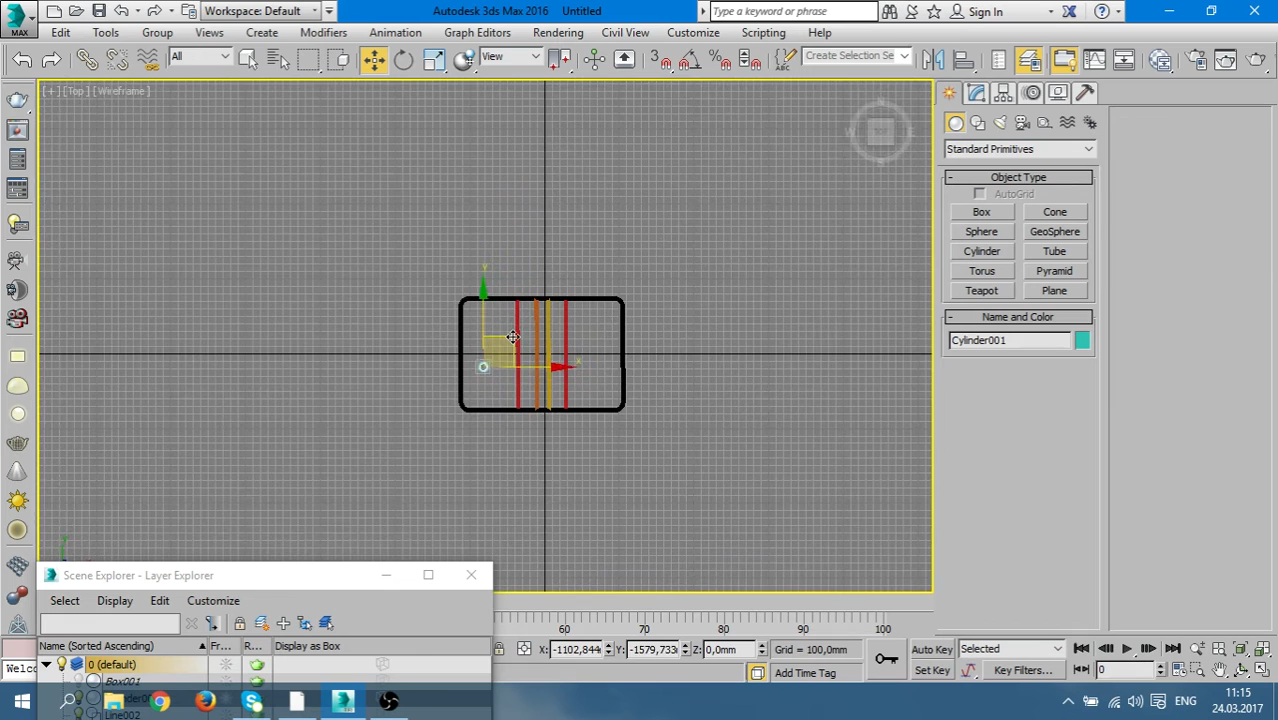 MAX
Workspace: Default
Autodesk 3ds Max 2016 Untitled
Type a keyword or phrase
Sign In
Edit Tools Group Views Create Modifiers Animation Graph Editors Rendering Civil View Customize Scripting Help
All
View
3
Create Selection Se
[+] [Top] [Wireframe]
TOP
W
E
y
x
Standard Primitives
- Object Type
AutoGrid
Box Cone
Sphere GeoSphere
Cylinder Tube
Torus Pyramid
Teapot Plane
- Name and Color
Cylinder001
Scene Explorer - Layer Explorer
Select Display Edit Customize
Name (Sorted Ascending) Fr... R... Display as Box
0 (default)
Box001
Line002
60 70 80 90 100
X: -1102,844 Y: -1579,733 Z: 0,0mm Grid = 100,0mm
Add Time Tag
Auto Key Selected
Set Key Key Filters...
0
Welc
ENG
11:15
24.03.2017